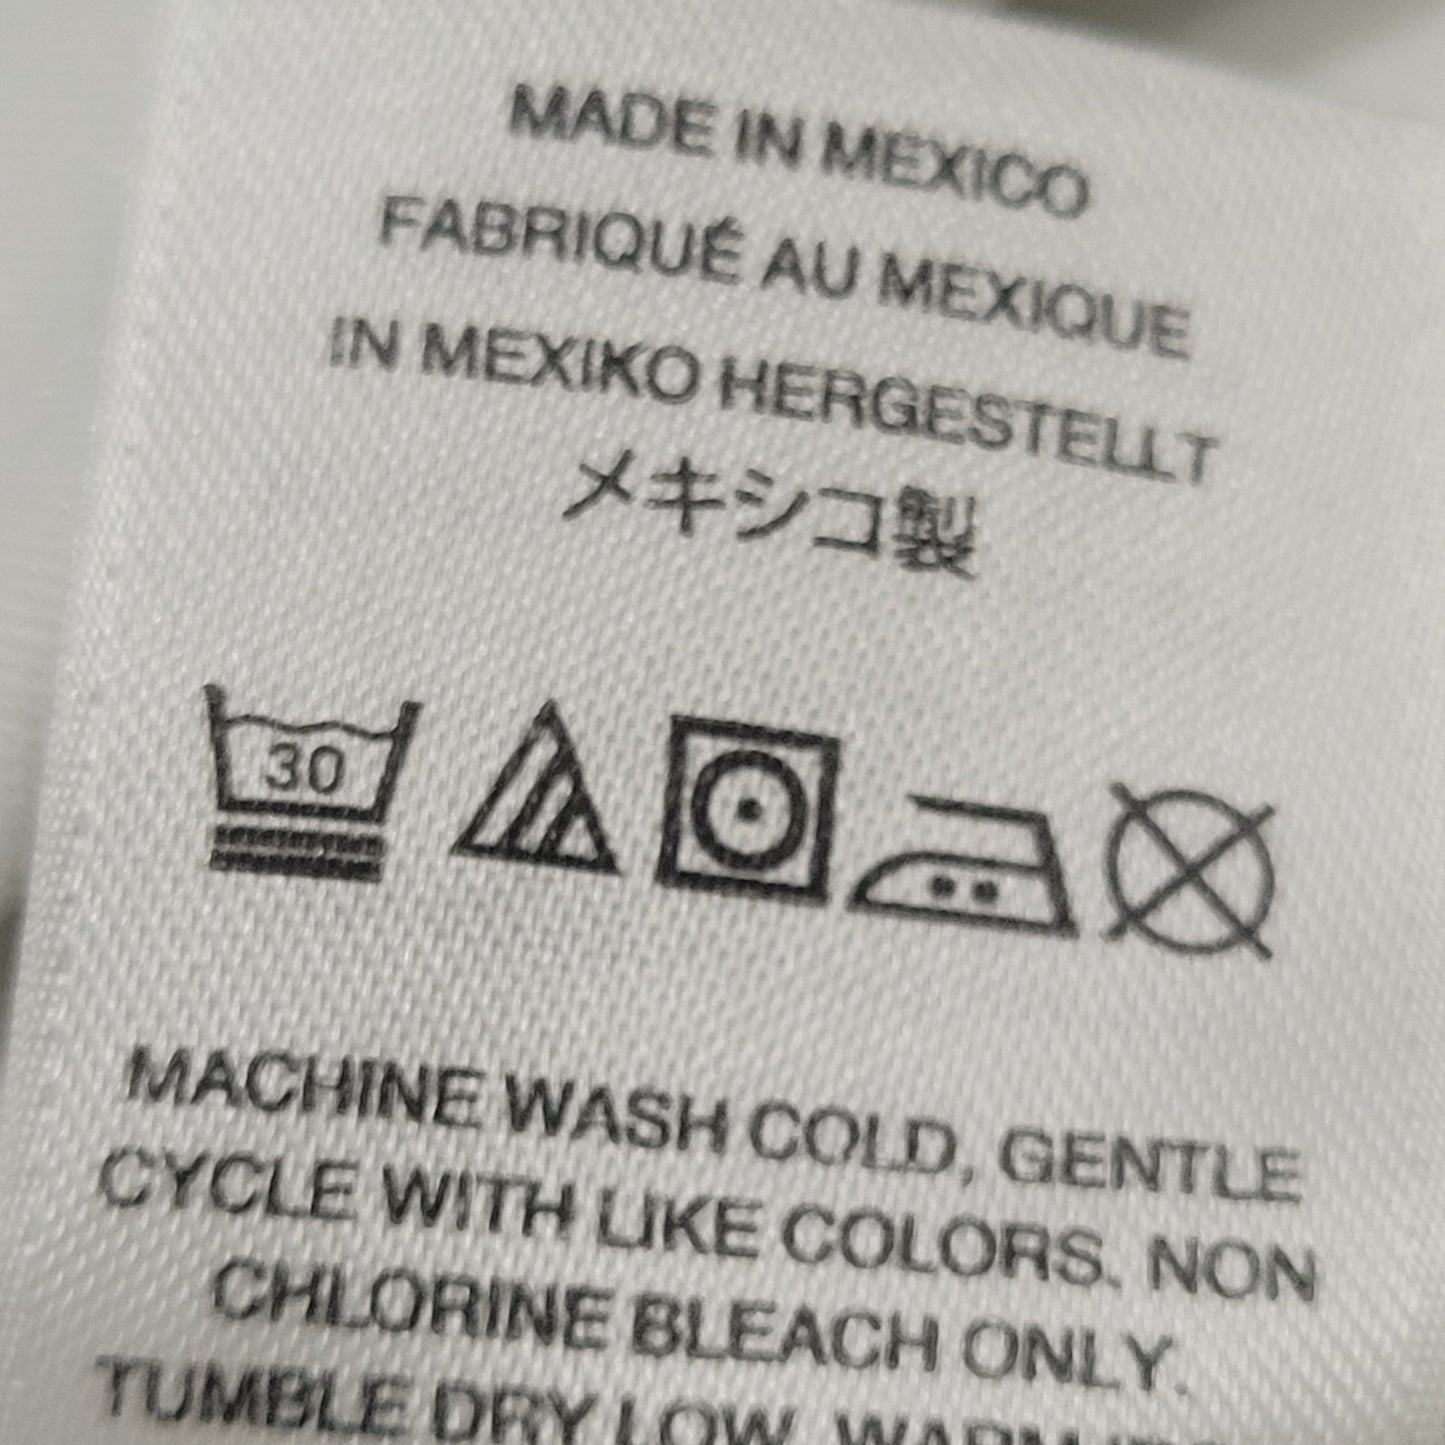 MADE IN MEXICO
FABRIQUÉ AU MEXIQUE
IN MEXIKO HERGESTELLT
メキシコ製
30
MACHINE WASH COLD, GENTLE
CYCLE WITH LIKE COLORS. NON
CHLORINE BLEACH ONLY.
TUMBLE DRY LOW. WARM